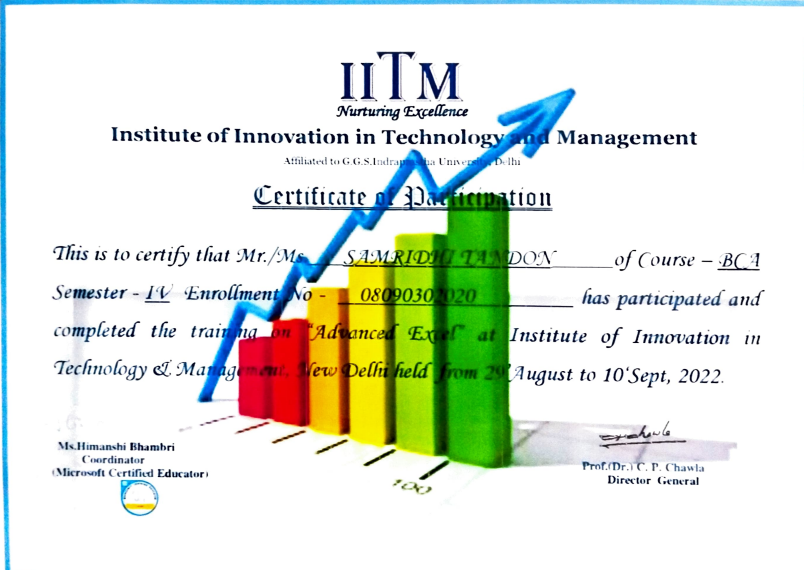 IITM
Nurturing Excellence
Institute of Innovation in Technology and Management
Affiliated to G.G.S.Indraprastha University Delhi
Certificate of Participation
This is to certify that Mr./Ms. SAMRIDHI TANDON of Course – BCA
Semester - IV Enrollment No - 08090302020 has participated and
completed the training on "Advanced Excel" at Institute of Innovation in
Technology & Management, New Delhi held from 29 August to 10 Sept, 2022.
Ms.Himanshi Bhambri
Coordinator
(Microsoft Certified Educator)
Prof.(Dr.) C. P. Chawla
Director General
100